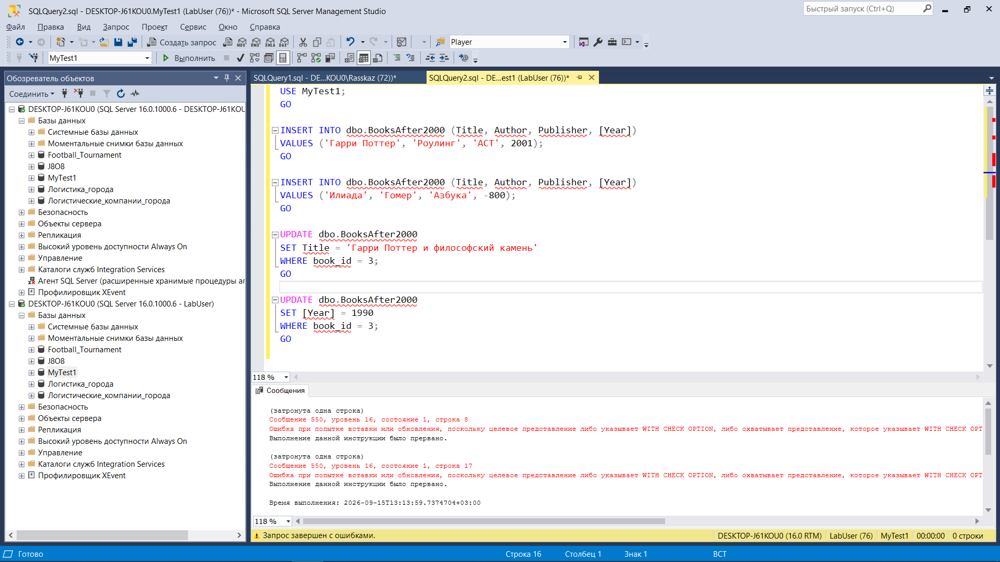 SQLQuery2.sql - DESKTOP-J61KOU0.MyTest1 (LabUser (76))* - Microsoft SQL Server Management Studio
Быстрый запуск (Ctrl+Q)
Файл Правка Вид Запрос Проект Сервис Окно Справка
Создать запрос MDX DMX XMLA DAX Player
MyTest1 Выполнить
Обозреватель объектов
Соединить
DESKTOP-J61KOU0 (SQL Server 16.0.1000.6 - DESKTOP-J61KOU
Базы данных
Системные базы данных
Моментальные снимки базы данных
Football_Tournament
J8O8
MyTest1
Логистика_города
Логистические_компании_города
Безопасность
Объекты сервера
Репликация
Высокий уровень доступности Always On
Управление
Каталоги служб Integration Services
Агент SQL Server (расширенные хранимые процедуры аг
Профилировщик XEvent
DESKTOP-J61KOU0 (SQL Server 16.0.1000.6 - LabUser)
Базы данных
Системные базы данных
Моментальные снимки базы данных
Football_Tournament
J8O8
MyTest1
Логистика_города
Логистические_компании_города
Безопасность
Объекты сервера
Репликация
Высокий уровень доступности Always On
Управление
Каталоги служб Integration Services
Профилировщик XEvent
SQLQuery1.sql - DE...KOU0\Rasskaz (72))*
SQLQuery2.sql - DE...est1 (LabUser (76))*
USE MyTest1;
GO
INSERT INTO dbo.BooksAfter2000 (Title, Author, Publisher, [Year])
VALUES ('Гарри Поттер', 'Роулинг', 'АСТ', 2001);
GO
INSERT INTO dbo.BooksAfter2000 (Title, Author, Publisher, [Year])
VALUES ('Илиада', 'Гомер', 'Азбука', -800);
GO
UPDATE dbo.BooksAfter2000
SET Title = 'Гарри Поттер и философский камень'
WHERE book_id = 3;
GO
UPDATE dbo.BooksAfter2000
SET [Year] = 1990
WHERE book_id = 3;
GO
118 %
Сообщения
(затронута одна строка)
Сообщение 550, уровень 16, состояние 1, строка 8
Ошибка при попытке вставки или обновления, поскольку целевое представление либо указывает WITH CHECK OPTION, либо охватывает представление, которое указывает WITH CHECK OPT
Выполнение данной инструкции было прервано.
(затронута одна строка)
Сообщение 550, уровень 16, состояние 1, строка 17
Ошибка при попытке вставки или обновления, поскольку целевое представление либо указывает WITH CHECK OPTION, либо охватывает представление, которое указывает WITH CHECK OPT
Выполнение данной инструкции было прервано.
Время выполнения: 2026-09-15T13:13:59.7374704+03:00
118 %
Запрос завершен с ошибками. DESKTOP-J61KOU0 (16.0 RTM) LabUser (76) MyTest1 00:00:00 0 строки
Готово Строка 16 Столбец 1 Знак 1 ВСТ